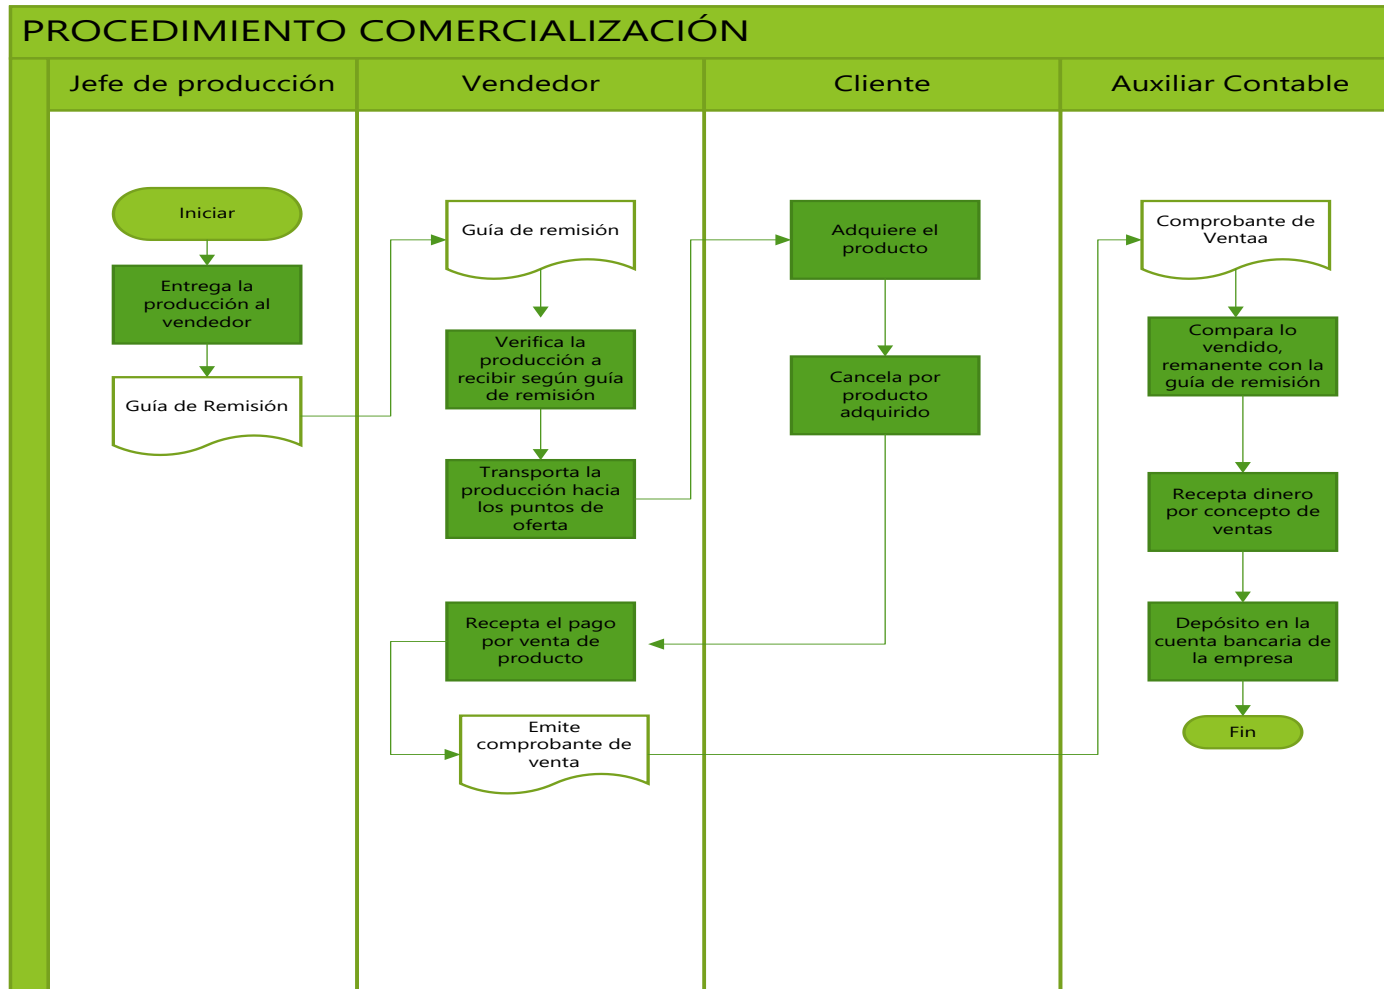 PROCEDIMIENTO COMERCIALIZACIÓN
Jefe de producción
Vendedor
Cliente
Auxiliar Contable
Iniciar
Entrega la
producción al
vendedor
Guía de Remisión
Guía de remisión
Verifica la
producción a
recibir según guía
de remisión
Transporta la
producción hacia
los puntos de
oferta
Recepta el pago
por venta de
producto
Emite
comprobante de
venta
Adquiere el
producto
Cancela por
producto
adquirido
Comprobante de
Ventaa
Compara lo
vendido,
remanente con la
guía de remisión
Recepta dinero
por concepto de
ventas
Depósito en la
cuenta bancaria de
la empresa
Fin